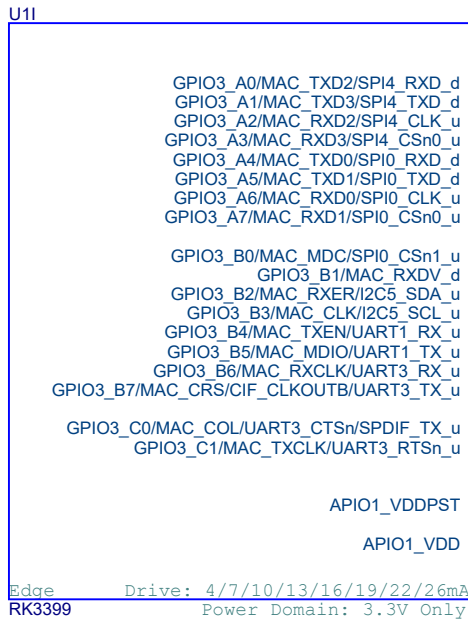 U1I
GPIO3_A0/MAC_TXD2/SPI4_RXD_d
GPIO3_A1/MAC_TXD3/SPI4_TXD_d
GPIO3_A2/MAC_RXD2/SPI4_CLK_u
GPIO3_A3/MAC_RXD3/SPI4_CSn0_u
GPIO3_A4/MAC_TXD0/SPI0_RXD_d
GPIO3_A5/MAC_TXD1/SPI0_TXD_d
GPIO3_A6/MAC_RXD0/SPI0_CLK_u
GPIO3_A7/MAC_RXD1/SPI0_CSn0_u
GPIO3_B0/MAC_MDC/SPI0_CSn1_u
GPIO3_B1/MAC_RXDV_d
GPIO3_B2/MAC_RXER/I2C5_SDA_u
GPIO3_B3/MAC_CLK/I2C5_SCL_u
GPIO3_B4/MAC_TXEN/UART1_RX_u
GPIO3_B5/MAC_MDIO/UART1_TX_u
GPIO3_B6/MAC_RXCLK/UART3_RX_u
GPIO3_B7/MAC_CRS/CIF_CLKOUTB/UART3_TX_u
GPIO3_C0/MAC_COL/UART3_CTSn/SPDIF_TX_u
GPIO3_C1/MAC_TXCLK/UART3_RTSn_u
APIO1_VDDPST
APIO1_VDD
Edge Drive: 4/7/10/13/16/19/22/26mA
RK3399 Power Domain: 3.3V Only